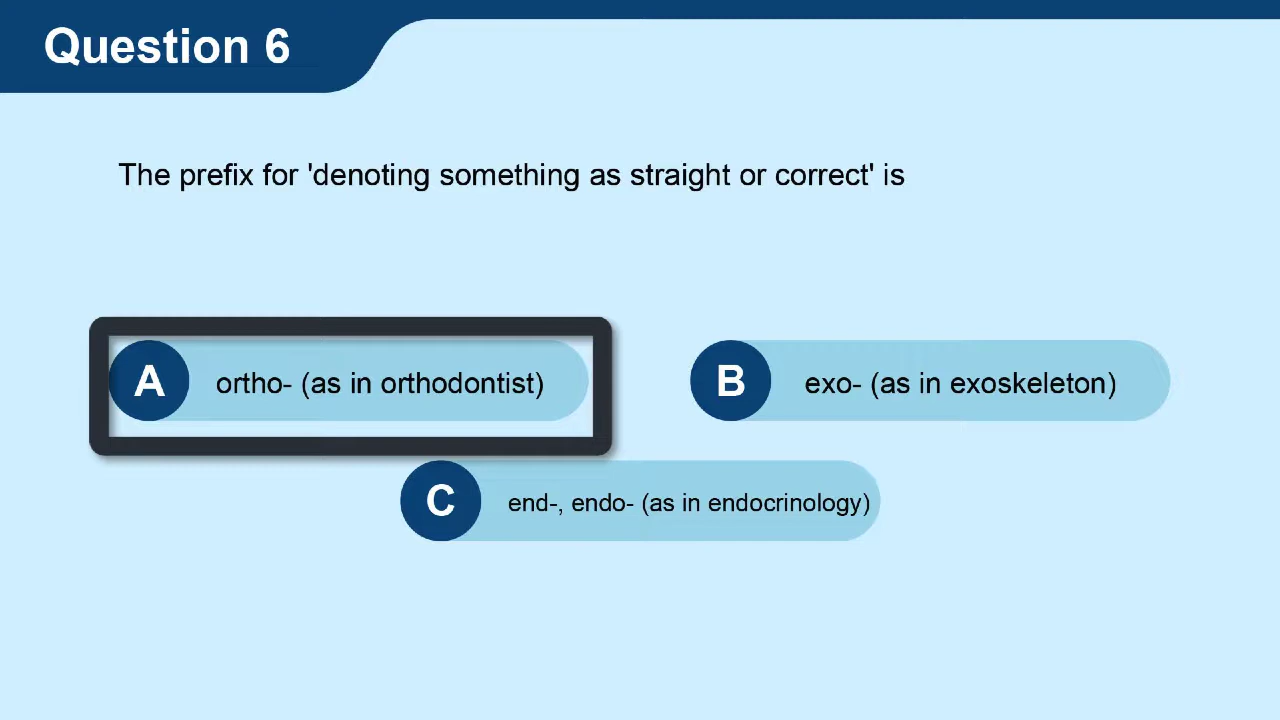 Question 6
The prefix for 'denoting something as straight or correct' is
A ortho- (as in orthodontist)
B exo- (as in exoskeleton)
C end-, endo- (as in endocrinology)